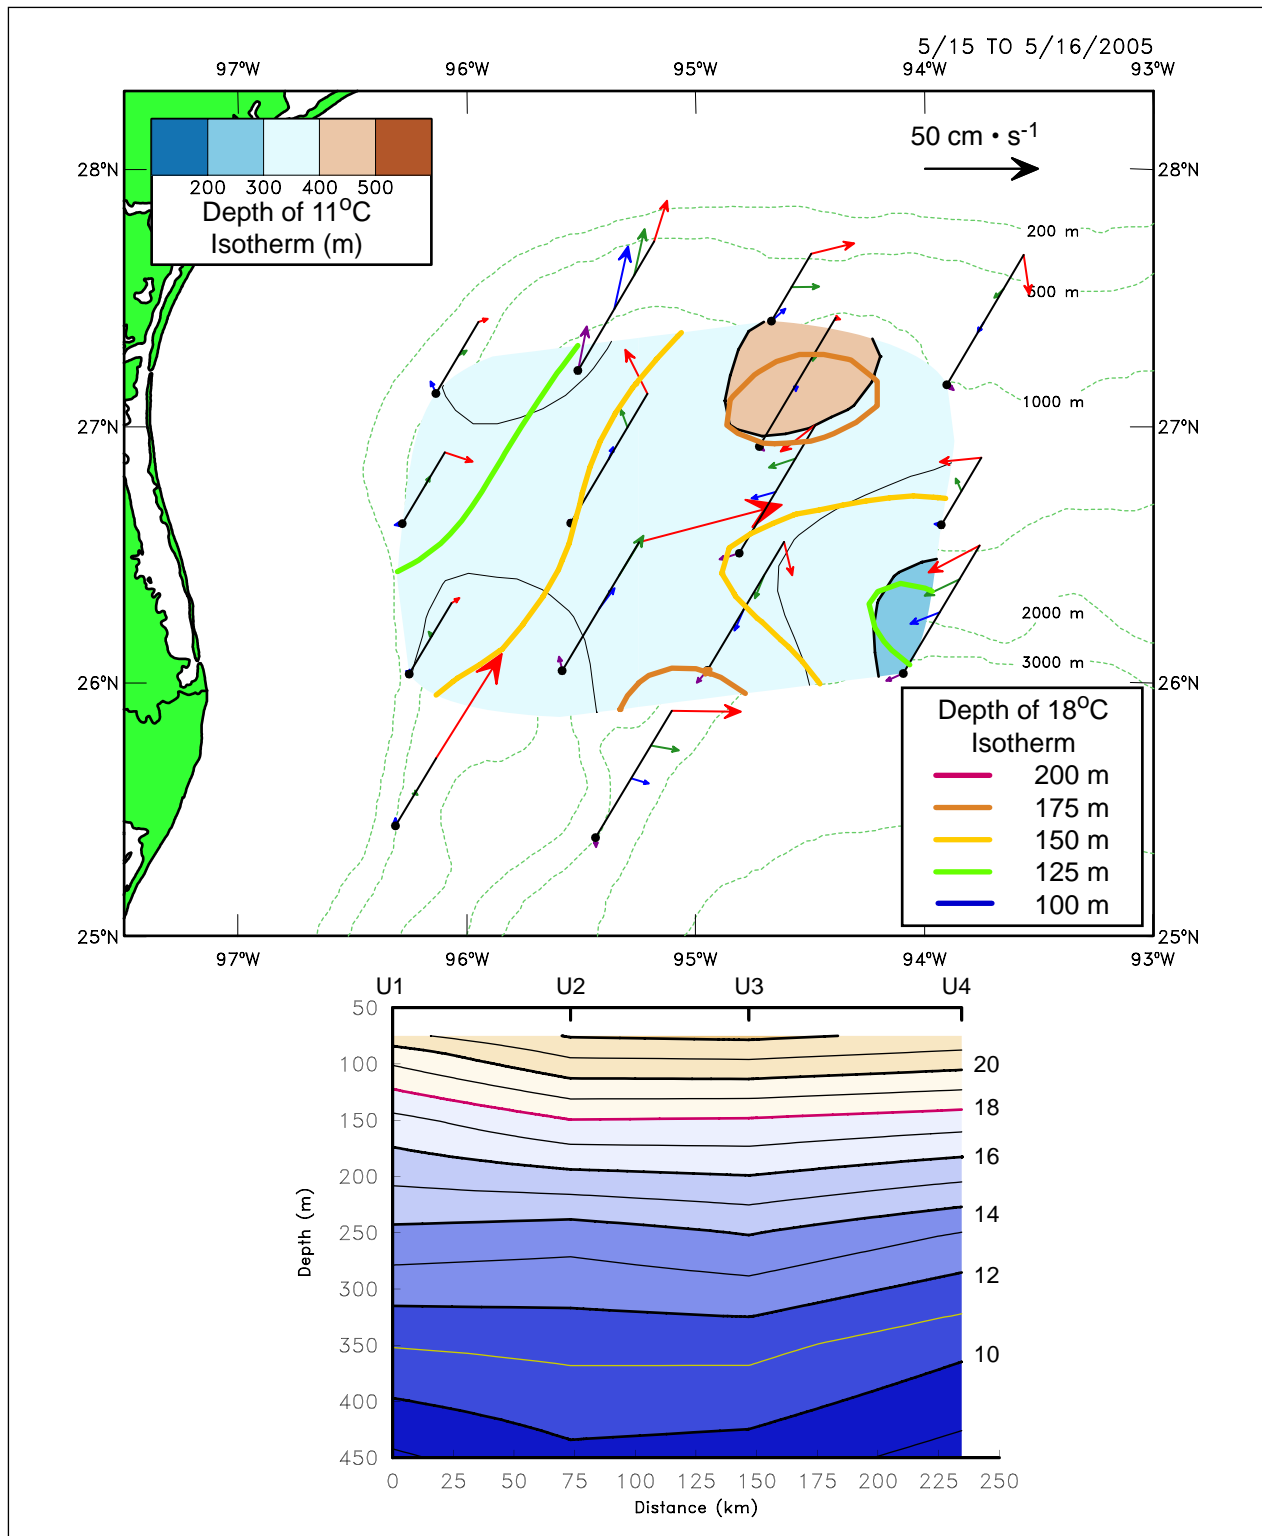 5/15 TO 5/16/2005
97°W 96°W 95°W 94°W 93°W
50 cm • s-1
28°N 28°N
200 300 400 500
Depth of 11°C
Isotherm (m)
200 m
500 m
1000 m
27°N 27°N
2000 m
3000 m
26°N 26°N
Depth of 18°C
Isotherm
200 m
175 m
150 m
125 m
100 m
25°N 25°N
97°W 96°W 95°W 94°W 93°W
U1 U2 U3 U4
50
100
150
200
250
300
350
400
450
Depth (m)
20
18
16
14
12
10
0 25 50 75 100 125 150 175 200 225 250
Distance (km)